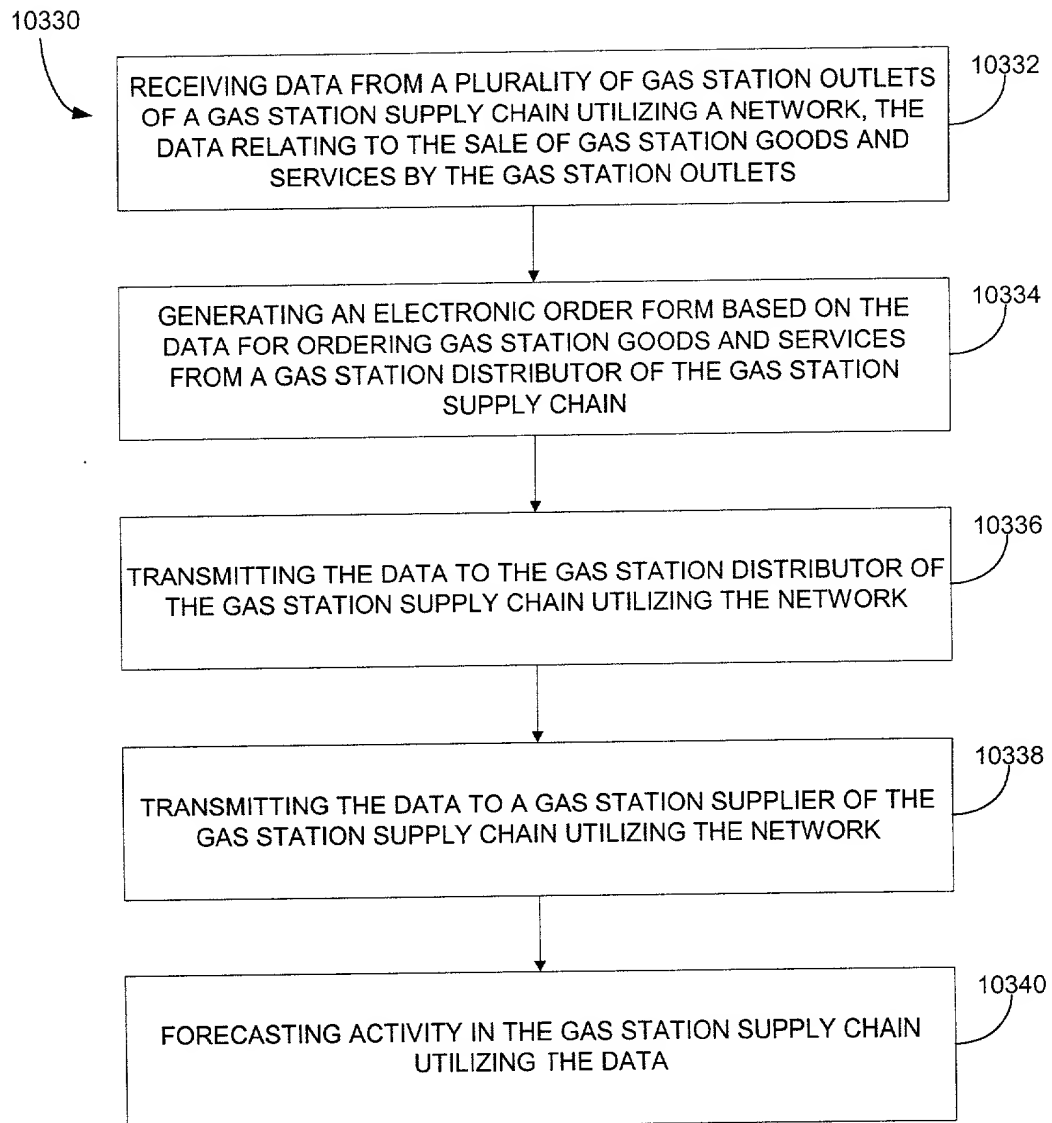 10330
RECEIVING DATA FROM A PLURALITY OF GAS STATION OUTLETS
OF A GAS STATION SUPPLY CHAIN UTILIZING A NETWORK, THE
DATA RELATING TO THE SALE OF GAS STATION GOODS AND
SERVICES BY THE GAS STATION OUTLETS
10332
GENERATING AN ELECTRONIC ORDER FORM BASED ON THE
DATA FOR ORDERING GAS STATION GOODS AND SERVICES
FROM A GAS STATION DISTRIBUTOR OF THE GAS STATION
SUPPLY CHAIN
10334
TRANSMITTING THE DATA TO THE GAS STATION DISTRIBUTOR OF
THE GAS STATION SUPPLY CHAIN UTILIZING THE NETWORK
10336
TRANSMITTING THE DATA TO A GAS STATION SUPPLIER OF THE
GAS STATION SUPPLY CHAIN UTILIZING THE NETWORK
10338
FORECASTING ACTIVITY IN THE GAS STATION SUPPLY CHAIN
UTILIZING THE DATA
10340